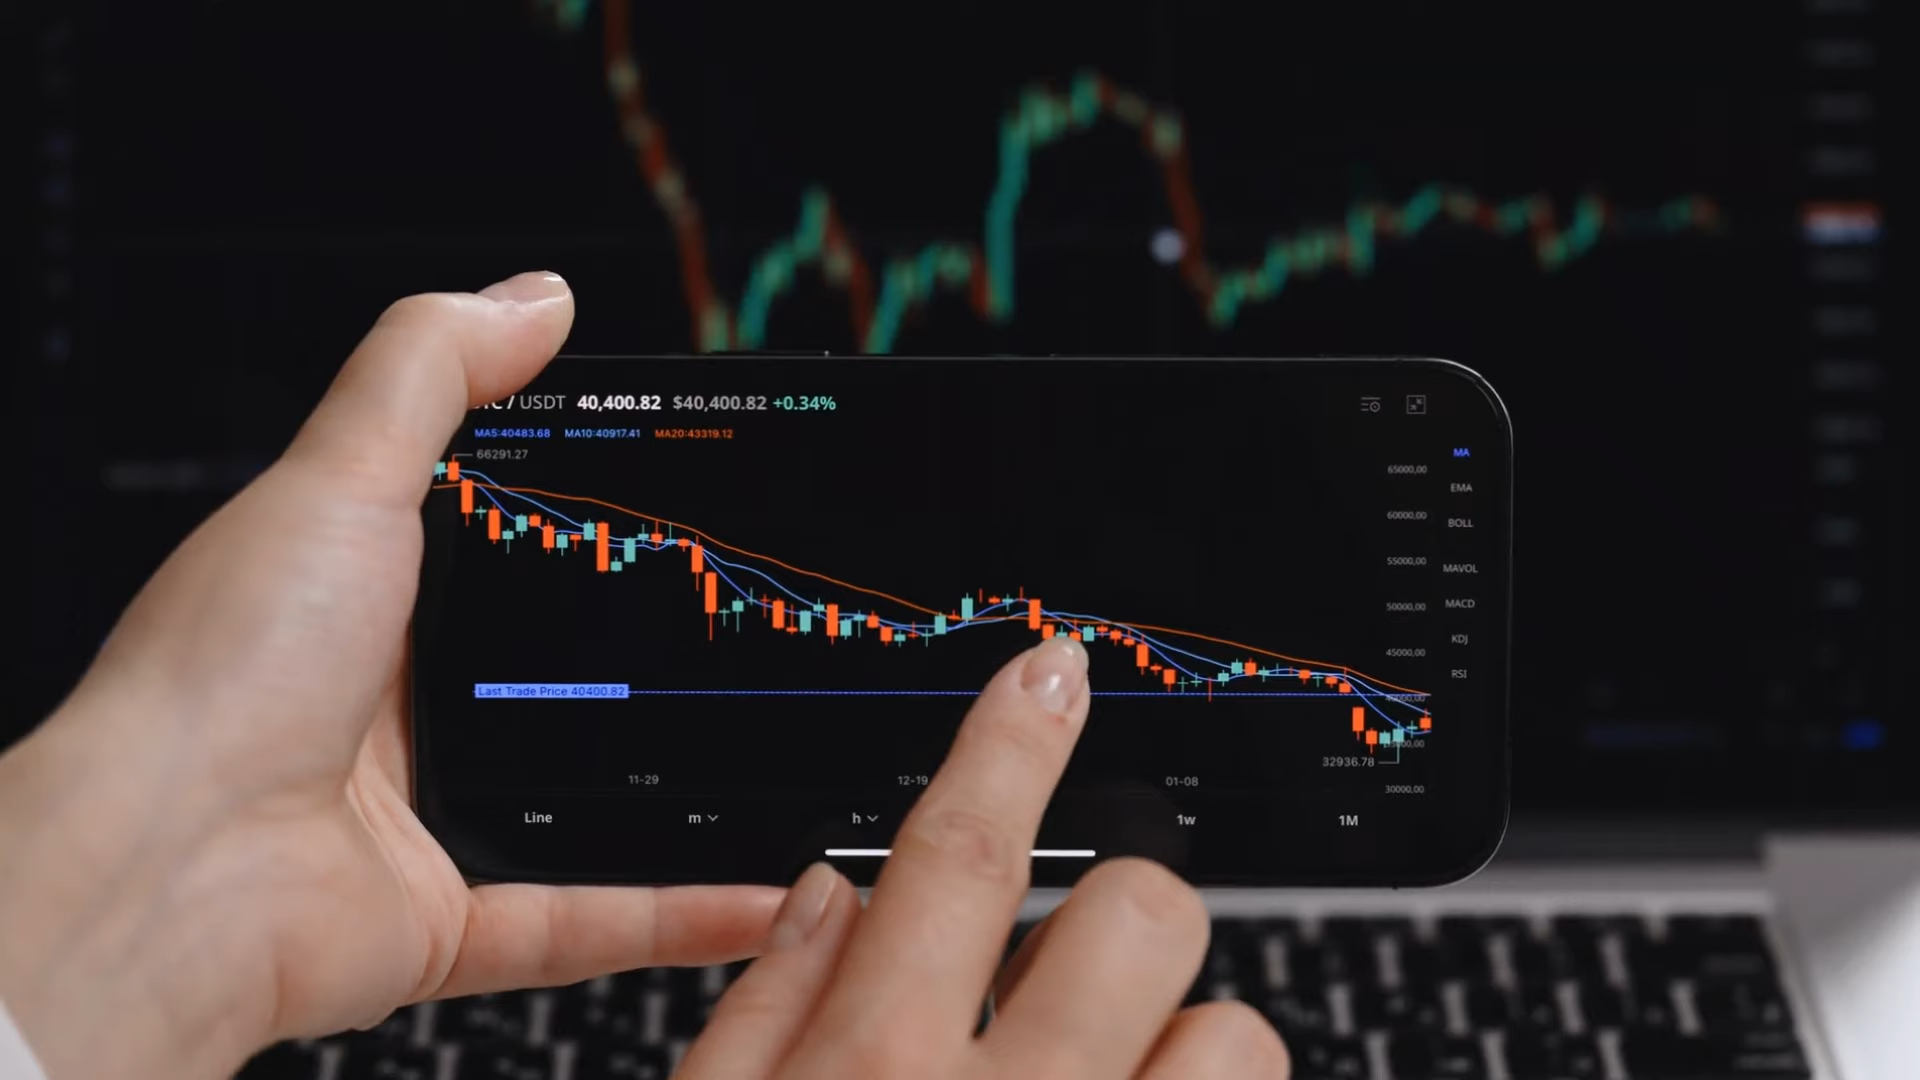 / USDT 40,400.82 $40,400.82 +0.34%
MA5:40483.68 MA10:40917.41 MA20:43319.12
66291.27
MA
65000,00
EMA
60000,00
BOLL
55000,00
MAVOL
50000,00
MACD
KDJ
45000,00
RSI
Last Trade Price 40400.82
40000,00
32936.78
30000,00
11-29 12-19 01-08
Line m h 1w 1M